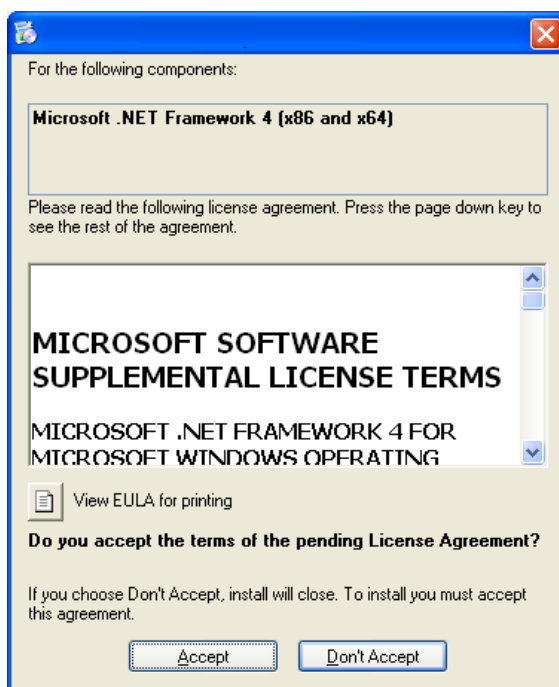 For the following components:
Microsoft .NET Framework 4 (x86 and x64)
Please read the following license agreement. Press the page down key to
see the rest of the agreement.
MICROSOFT SOFTWARE
SUPPLEMENTAL LICENSE TERMS
MICROSOFT .NET FRAMEWORK 4 FOR
MICROSOFT WINDOWS OPERATING
View EULA for printing
Do you accept the terms of the pending License Agreement?
If you choose Don't Accept, install will close. To install you must accept
this agreement.
Accept
Don't Accept